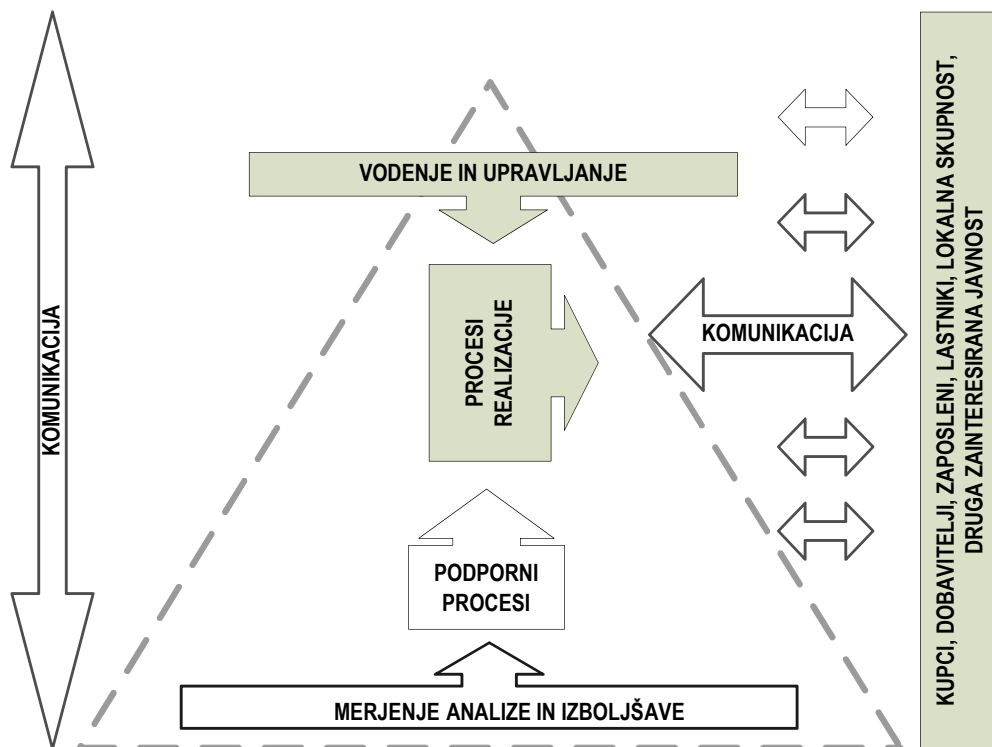 VODENJE IN UPRAVLJANJE
KOMUNIKACIJA
PROCESI
REALIZACIJE
KOMUNIKACIJA
PODPORNI
PROCESI
MERJENJE ANALIZE IN IZBOLJŠAVE
KUPCI, DOBAVITELJI, ZAPOSLENI, LASTNIKI, LOKALNA SKUPNOST,
DRUGA ZAINTERESIRANA JAVNOST